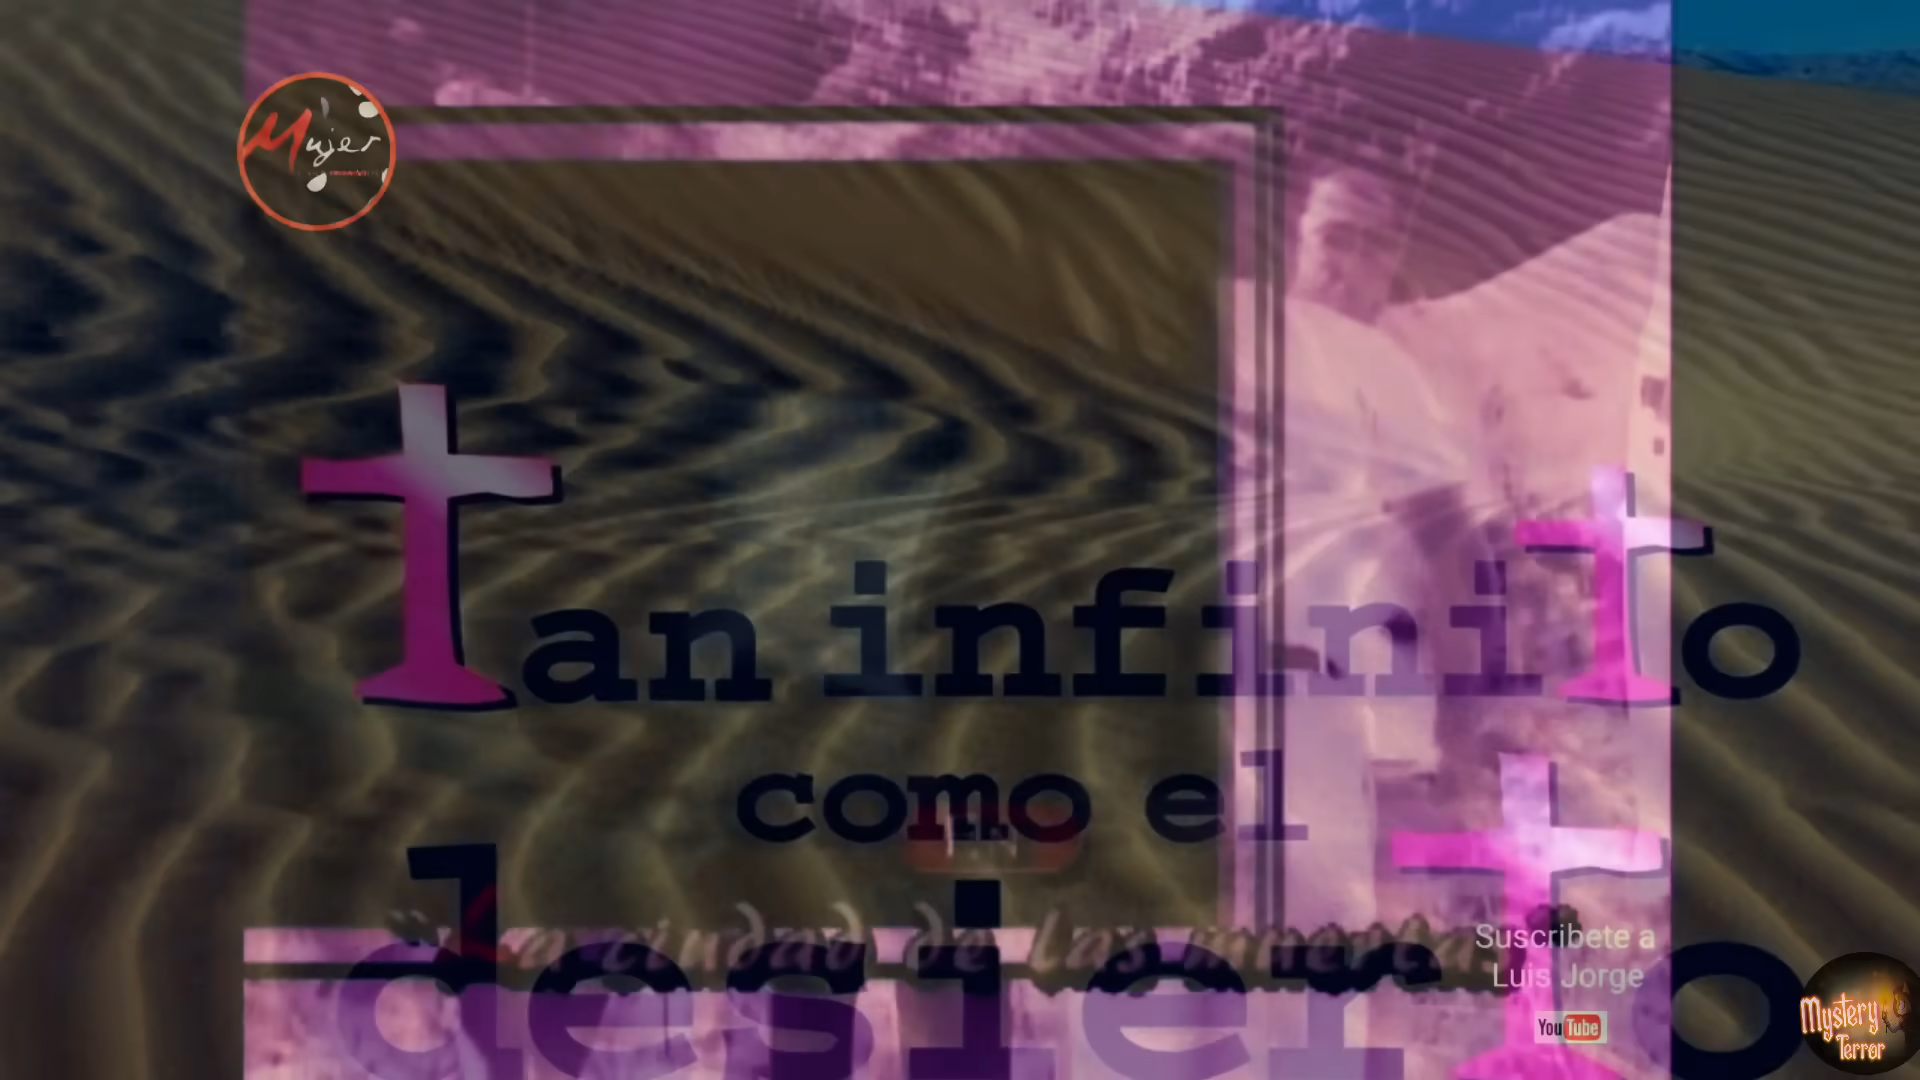 Mujer
tan infinito
como el
desierto
"La ciudad de las muertas
Suscribete a
Luis Jorge
YouTube
Mystery
Terror